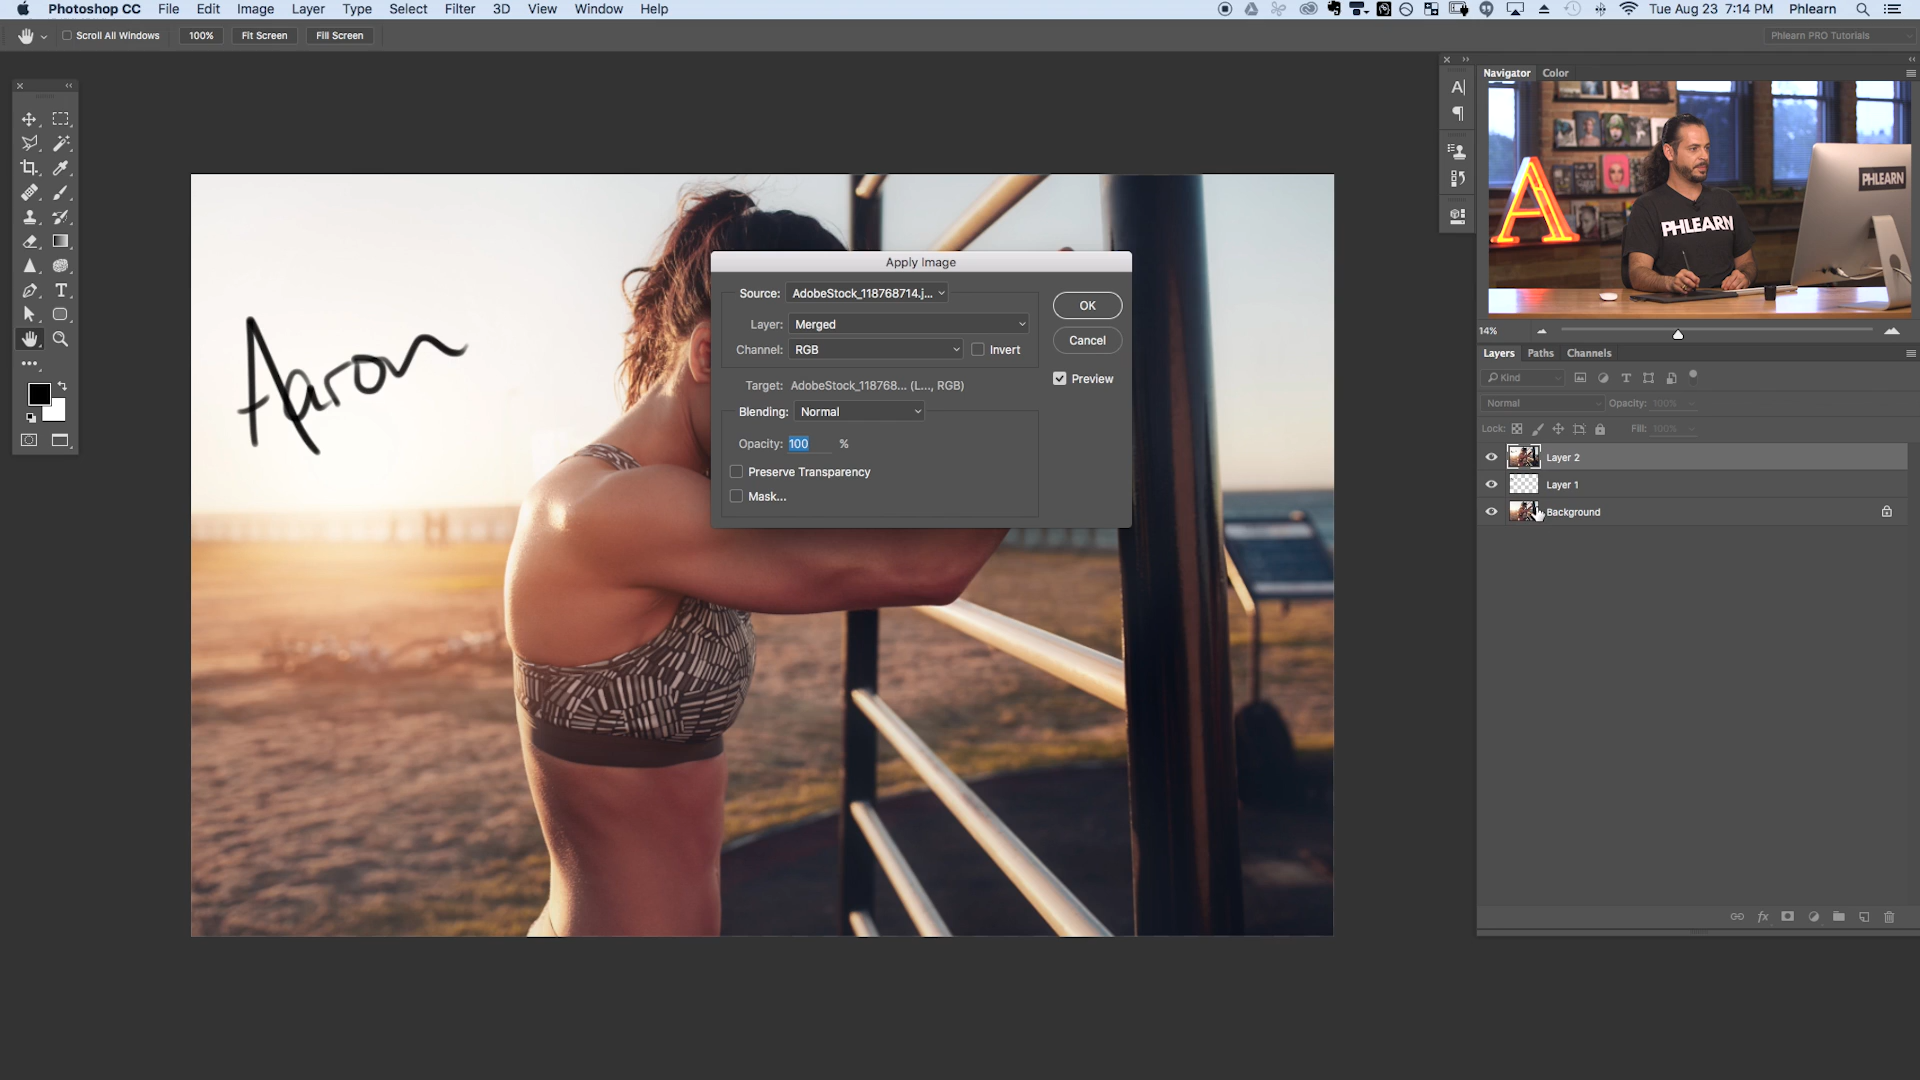 Photoshop CC File Edit Image Layer Type Select Filter 3D View Window Help Tue Aug 23 7:14 PM Phlearn
Scroll All Windows 100% Fit Screen Fill Screen Phlearn PRO Tutorials
Navigator Color
PHLEARN
PHLEARN
A
14%
Aaron
Apply Image
Source: AdobeStock_118768714.j...
OK
Layer: Merged
Cancel
Channel: RGB Invert
Preview
Target: AdobeStock_118768... (L..., RGB)
Blending: Normal
Opacity: 100 %
Preserve Transparency
Mask...
Layers Paths Channels
Kind
Normal Opacity: 100%
Lock: Fill: 100%
Layer 2
Layer 1
Background
fx